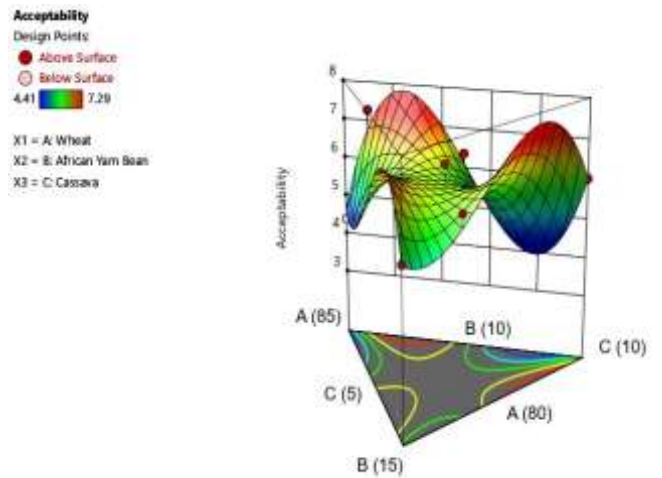 Acceptability
Design Points:
Above Surface
Below Surface
4.41 7.29
X1 = A: Wheat
X2 = B: African Yam Bean
X3 = C: Cassava
8
7
6
5
4
3
Acceptability
A (85)
B (10)
C (10)
C (5)
A (80)
B (15)